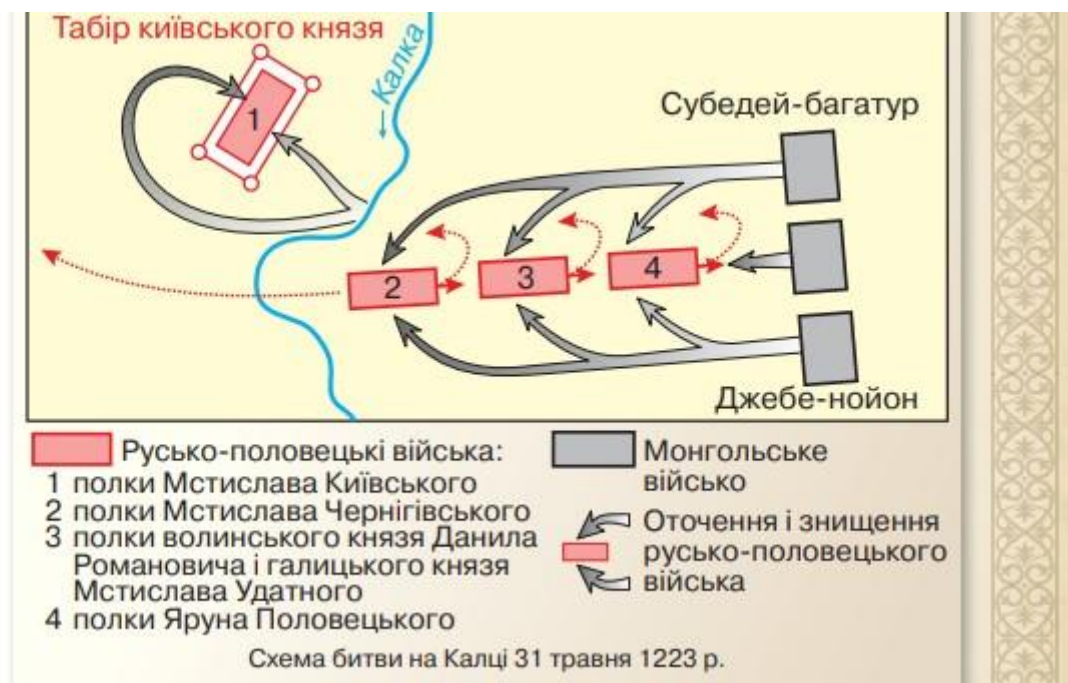 Табір київського князя
Калка
1
Субедей-багатур
2
3
4
Джебе-нойон
Русько-половецькі війська:
1 полки Мстислава Київського
2 полки Мстислава Чернігівського
3 полки волинського князя Данила
Романовича і галицького князя
Мстислава Удатного
4 полки Яруна Половецького
Монгольське
військо
Оточення і знищення
русько-половецького
війська
Схема битви на Калці 31 травня 1223 р.